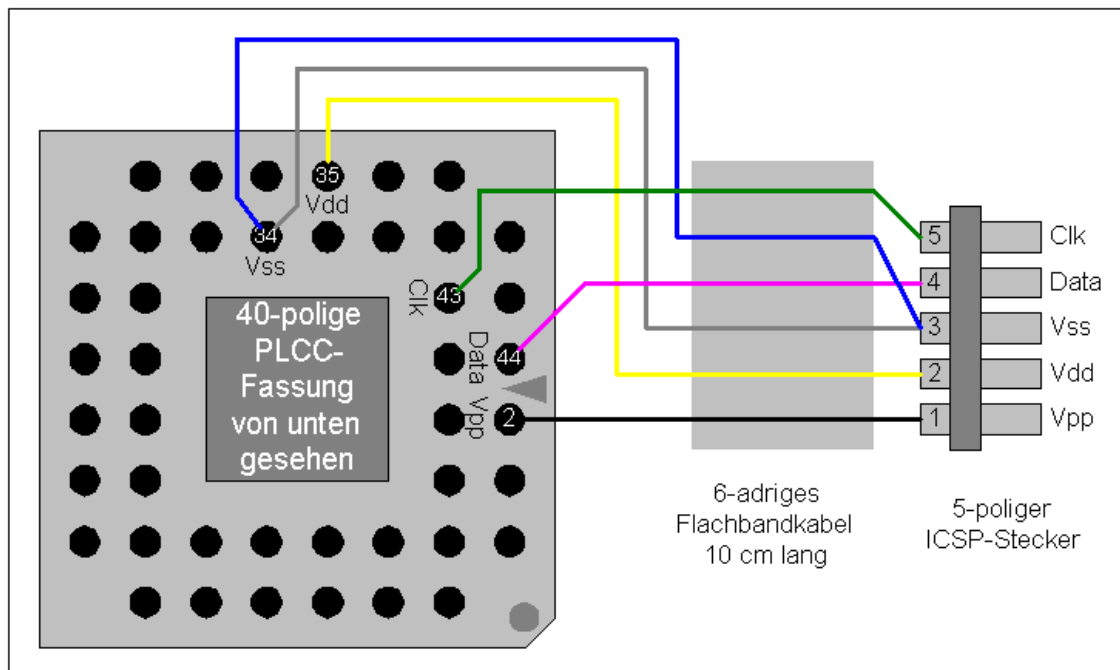 35
Vdd
34
Vss
43
Clk
44
Data
2
Vpp
40-polige
PLCC-
Fassung
von unten
gesehen
6-adriges
Flachbandkabel
10 cm lang
5 Clk
4 Data
3 Vss
2 Vdd
1 Vpp
5-poliger
ICSP-Stecker